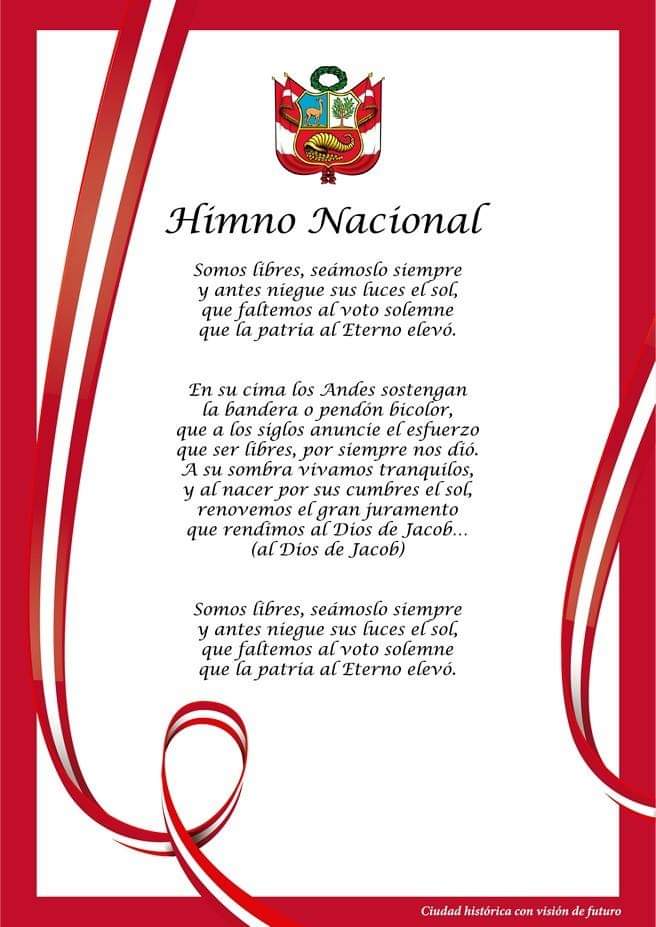 Himno Nacional
Somos libres, seámoslo siempre
y antes niegue sus luces el sol,
que faltemos al voto solemne
que la patria al Eterno elevó.
En su cima los Andes sostengan
la bandera o pendón bicolor,
que a los siglos anuncie el esfuerzo
que ser libres, por siempre nos dió.
A su sombra vivamos tranquilos,
y al nacer por sus cumbres el sol,
renovemos el gran juramento
que rendimos al Dios de Jacob...
(al Dios de Jacob)
Somos libres, seámoslo siempre
y antes niegue sus luces el sol,
que faltemos al voto solemne
que la patria al Eterno elevó.
Ciudad histórica con visión de futuro